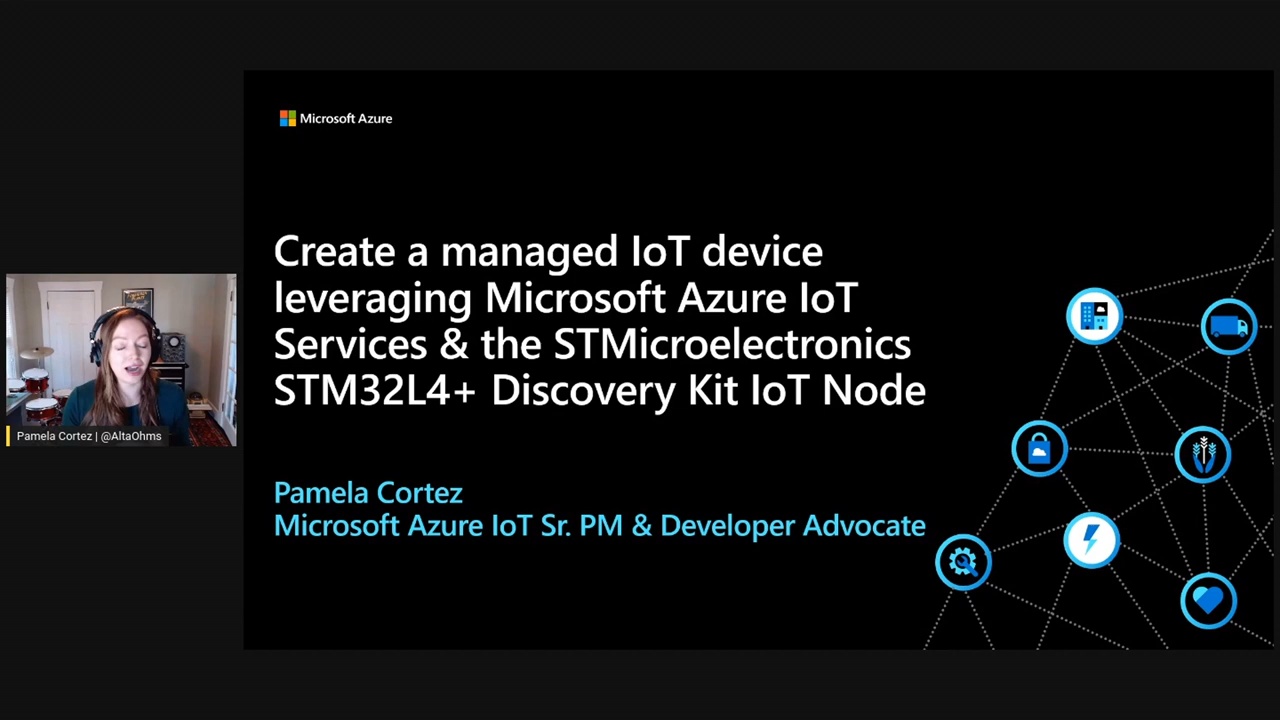 Microsoft Azure
Create a managed IoT device
leveraging Microsoft Azure IoT
Services & the STMicroelectronics
STM32L4+ Discovery Kit IoT Node
Pamela Cortez
Microsoft Azure IoT Sr. PM & Developer Advocate
Pamela Cortez | @AltaOhms